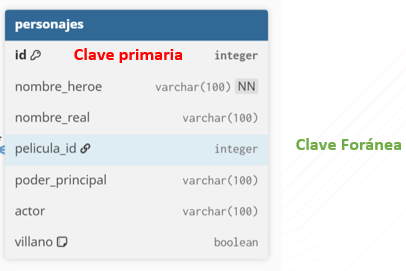 personajes
id Clave primaria integer
nombre_heroe varchar(100) NN
nombre_real varchar(100)
pelicula_id integer Clave Foránea
poder_principal varchar(100)
actor varchar(100)
villano boolean